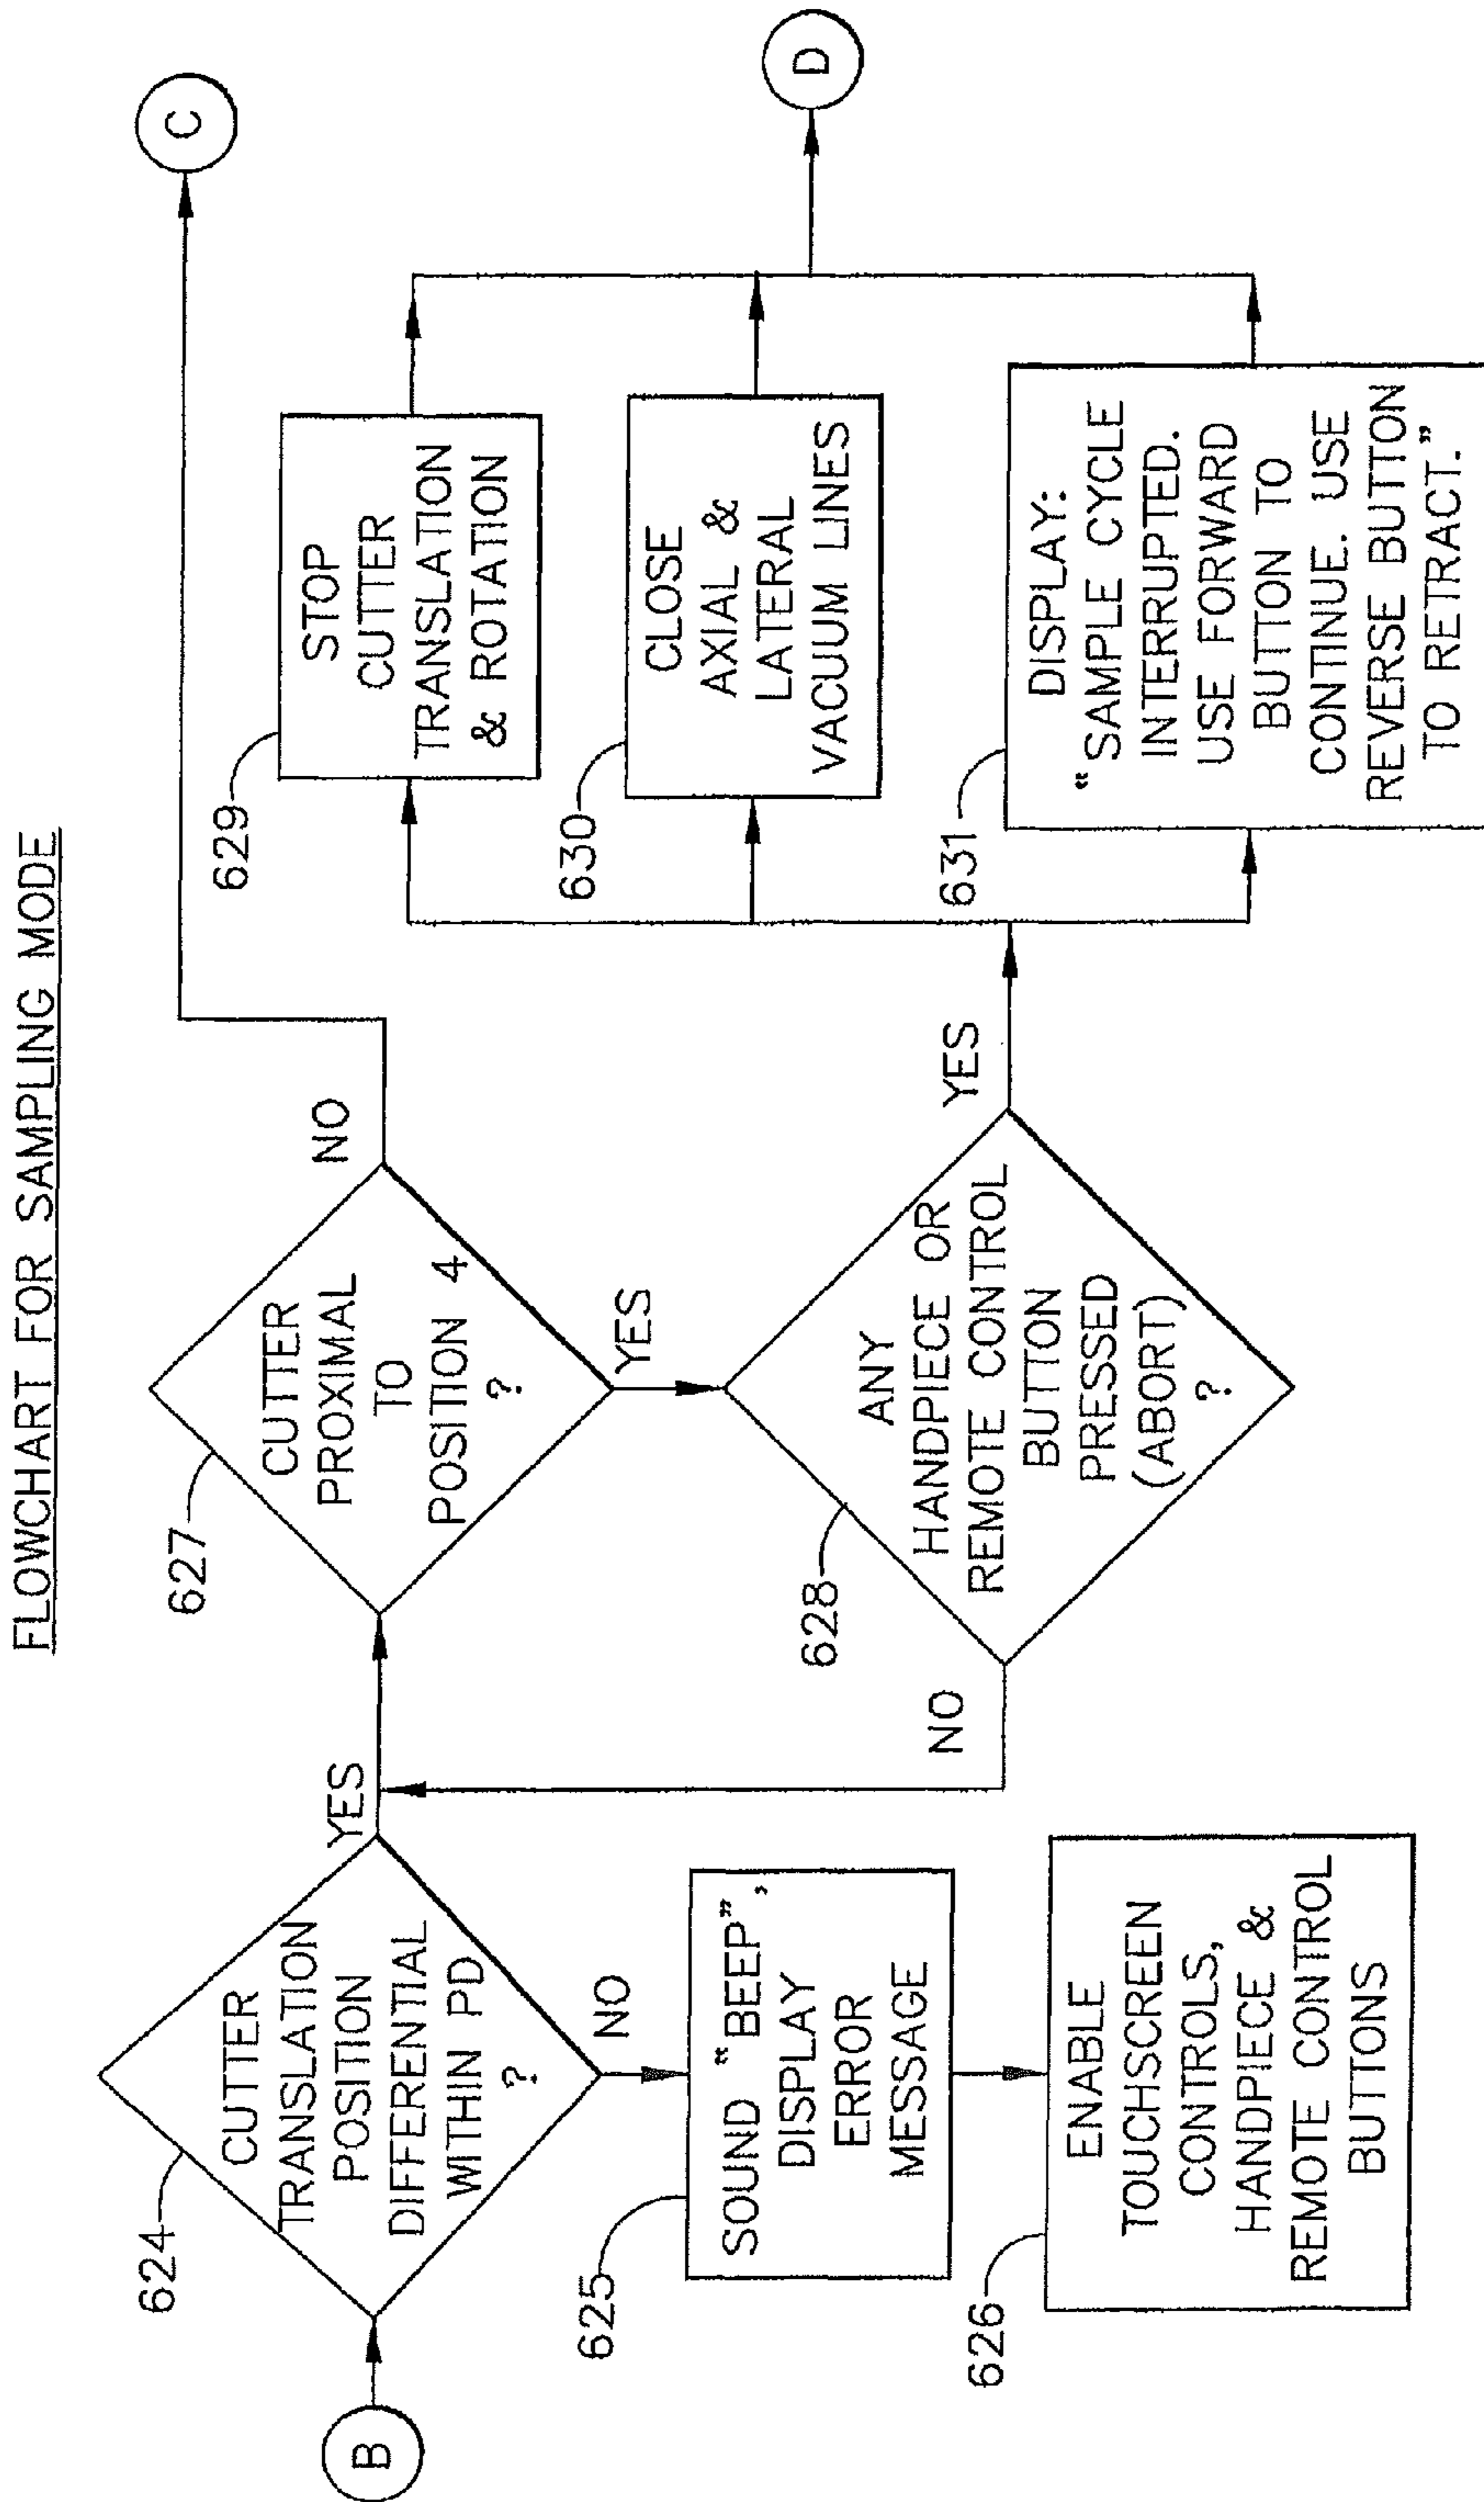 FLOWCHART FOR SAMPLING MODE
B
624
CUTTER
TRANSLATION
POSITION
DIFFERENTIAL
WITHIN PD
?
YES
NO
625
SOUND “BEEP”,
DISPLAY
ERROR
MESSAGE
626
ENABLE
TOUCHSCREEN
CONTROLS,
HANDPIECE &
REMOTE CONTROL
BUTTONS
627
CUTTER
PROXIMAL
TO
POSITION 4
?
NO
YES
C
628
ANY
HANDPIECE OR
REMOTE CONTROL
BUTTON
PRESSED
(ABORT)
?
NO
YES
629
STOP
CUTTER
TRANSLATION
& ROTATION
630
CLOSE
AXIAL &
LATERAL
VACUUM LINES
631
DISPLAY:
“SAMPLE CYCLE
INTERRUPTED.
USE FORWARD
BUTTON TO
CONTINUE. USE
REVERSE BUTTON
TO RETRACT.”
D